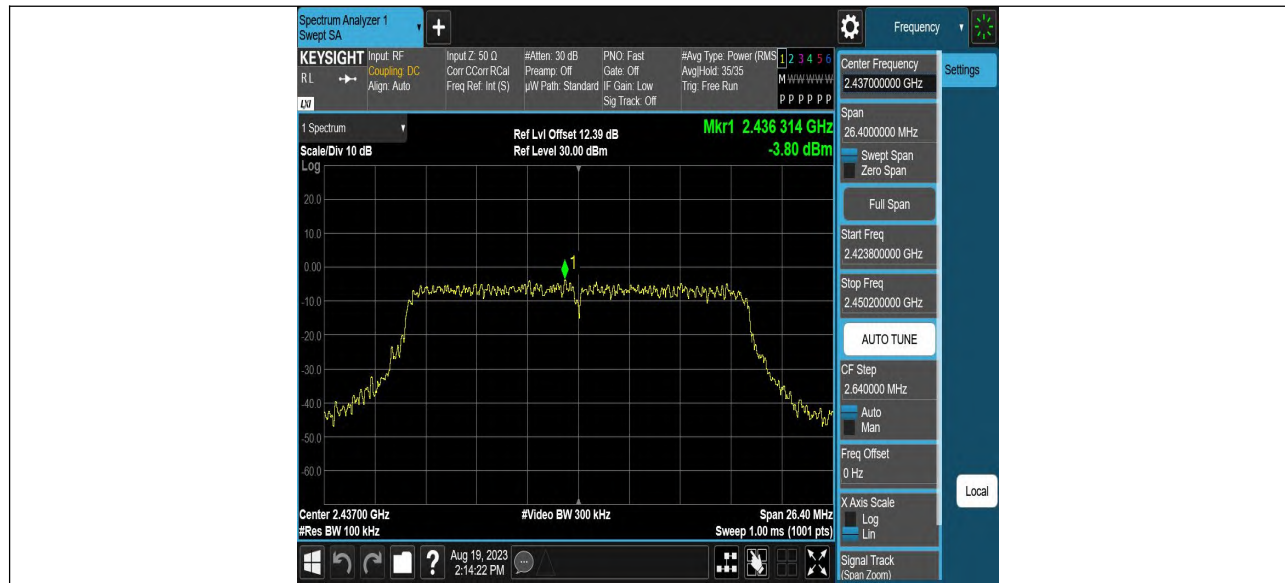 Spectrum Analyzer 1
Swept SA
+
Frequency
KEYSIGHT
RL
LXI
Input: RF
Coupling: DC
Align: Auto
Input Z: 50 Ω
Corr CCorr RCal
Freq Ref: Int (S)
#Atten: 30 dB
Preamp: Off
µW Path: Standard
PNO: Fast
Gate: Off
IF Gain: Low
Sig Track: Off
#Avg Type: Power (RMS
Avg|Hold: 35/35
Trig: Free Run
1 2 3 4 5 6
M W W W W W
P P P P P P
1 Spectrum
Scale/Div 10 dB
Ref Lvl Offset 12.39 dB
Ref Level 30.00 dBm
Mkr1 2.436 314 GHz
-3.80 dBm
Log
20.0
10.0
0.00
-10.0
-20.0
-30.0
-40.0
-50.0
-60.0
1
Center 2.43700 GHz
#Res BW 100 kHz
#Video BW 300 kHz
Span 26.40 MHz
Sweep 1.00 ms (1001 pts)
?
Aug 19, 2023
2:14:22 PM
Center Frequency
2.437000000 GHz
Settings
Span
26.4000000 MHz
Swept Span
Zero Span
Full Span
Start Freq
2.423800000 GHz
Stop Freq
2.450200000 GHz
AUTO TUNE
CF Step
2.640000 MHz
Auto
Man
Freq Offset
0 Hz
X Axis Scale
Log
Lin
Local
Signal Track
(Span Zoom)